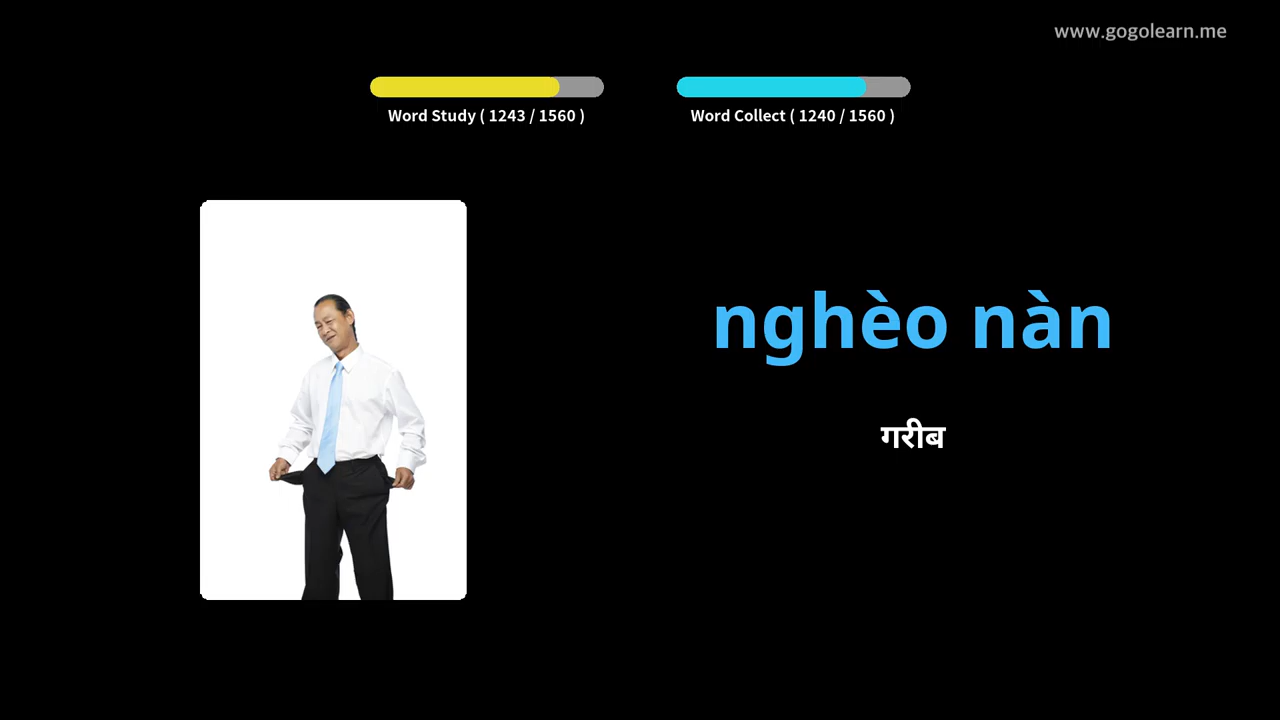 www.gogolearn.me
Word Study ( 1243 / 1560 )
Word Collect ( 1240 / 1560 )
nghèo nàn
गरीब